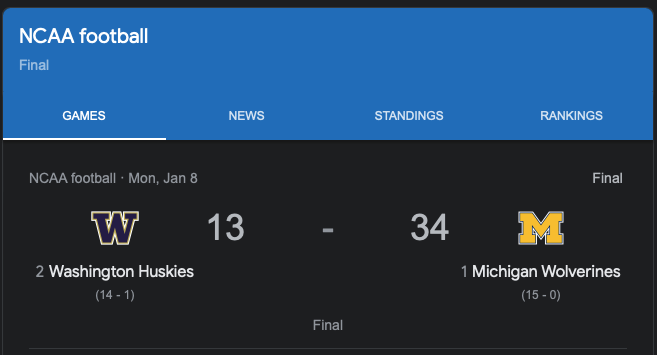 NCAA football
Final
GAMES NEWS STANDINGS RANKINGS
NCAA football · Mon, Jan 8 Final
W 13 - 34 M
2 Washington Huskies 1 Michigan Wolverines
(14 - 1) (15 - 0)
Final